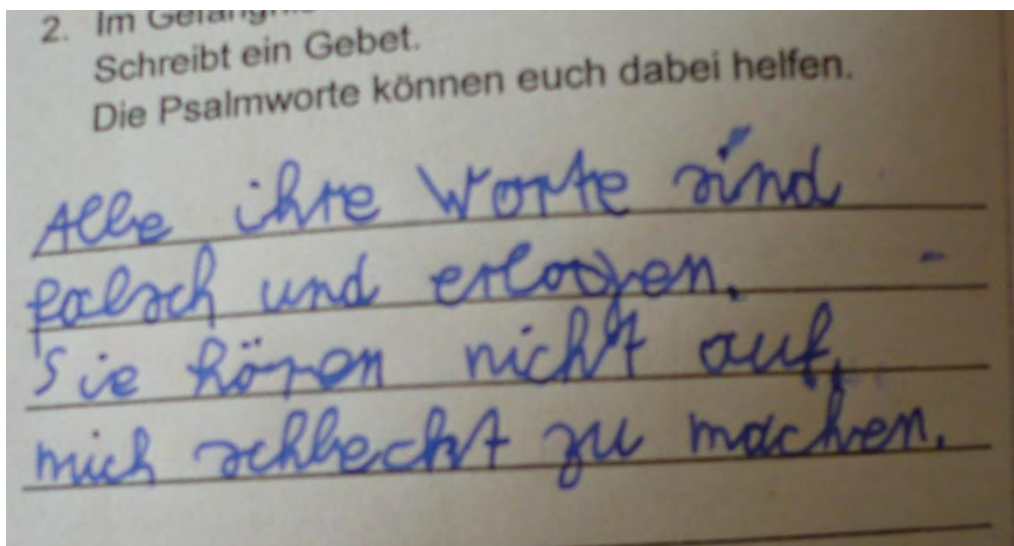 2. Im Gefängnis
Schreibt ein Gebet.
Die Psalmworte können euch dabei helfen.
Alle ihre Worte sind
falsch und erlogen.
Sie hören nicht auf,
mich schlecht zu machen.